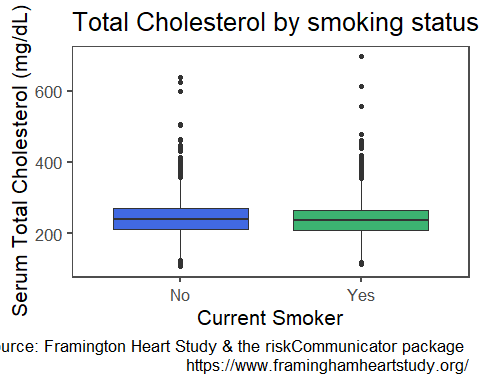 Total Cholesterol by smoking status
Serum Total Cholesterol (mg/dL)
600
400
200
No Yes
Current Smoker
urce: Framington Heart Study & the riskCommunicator package
https://www.framinghamheartstudy.org/